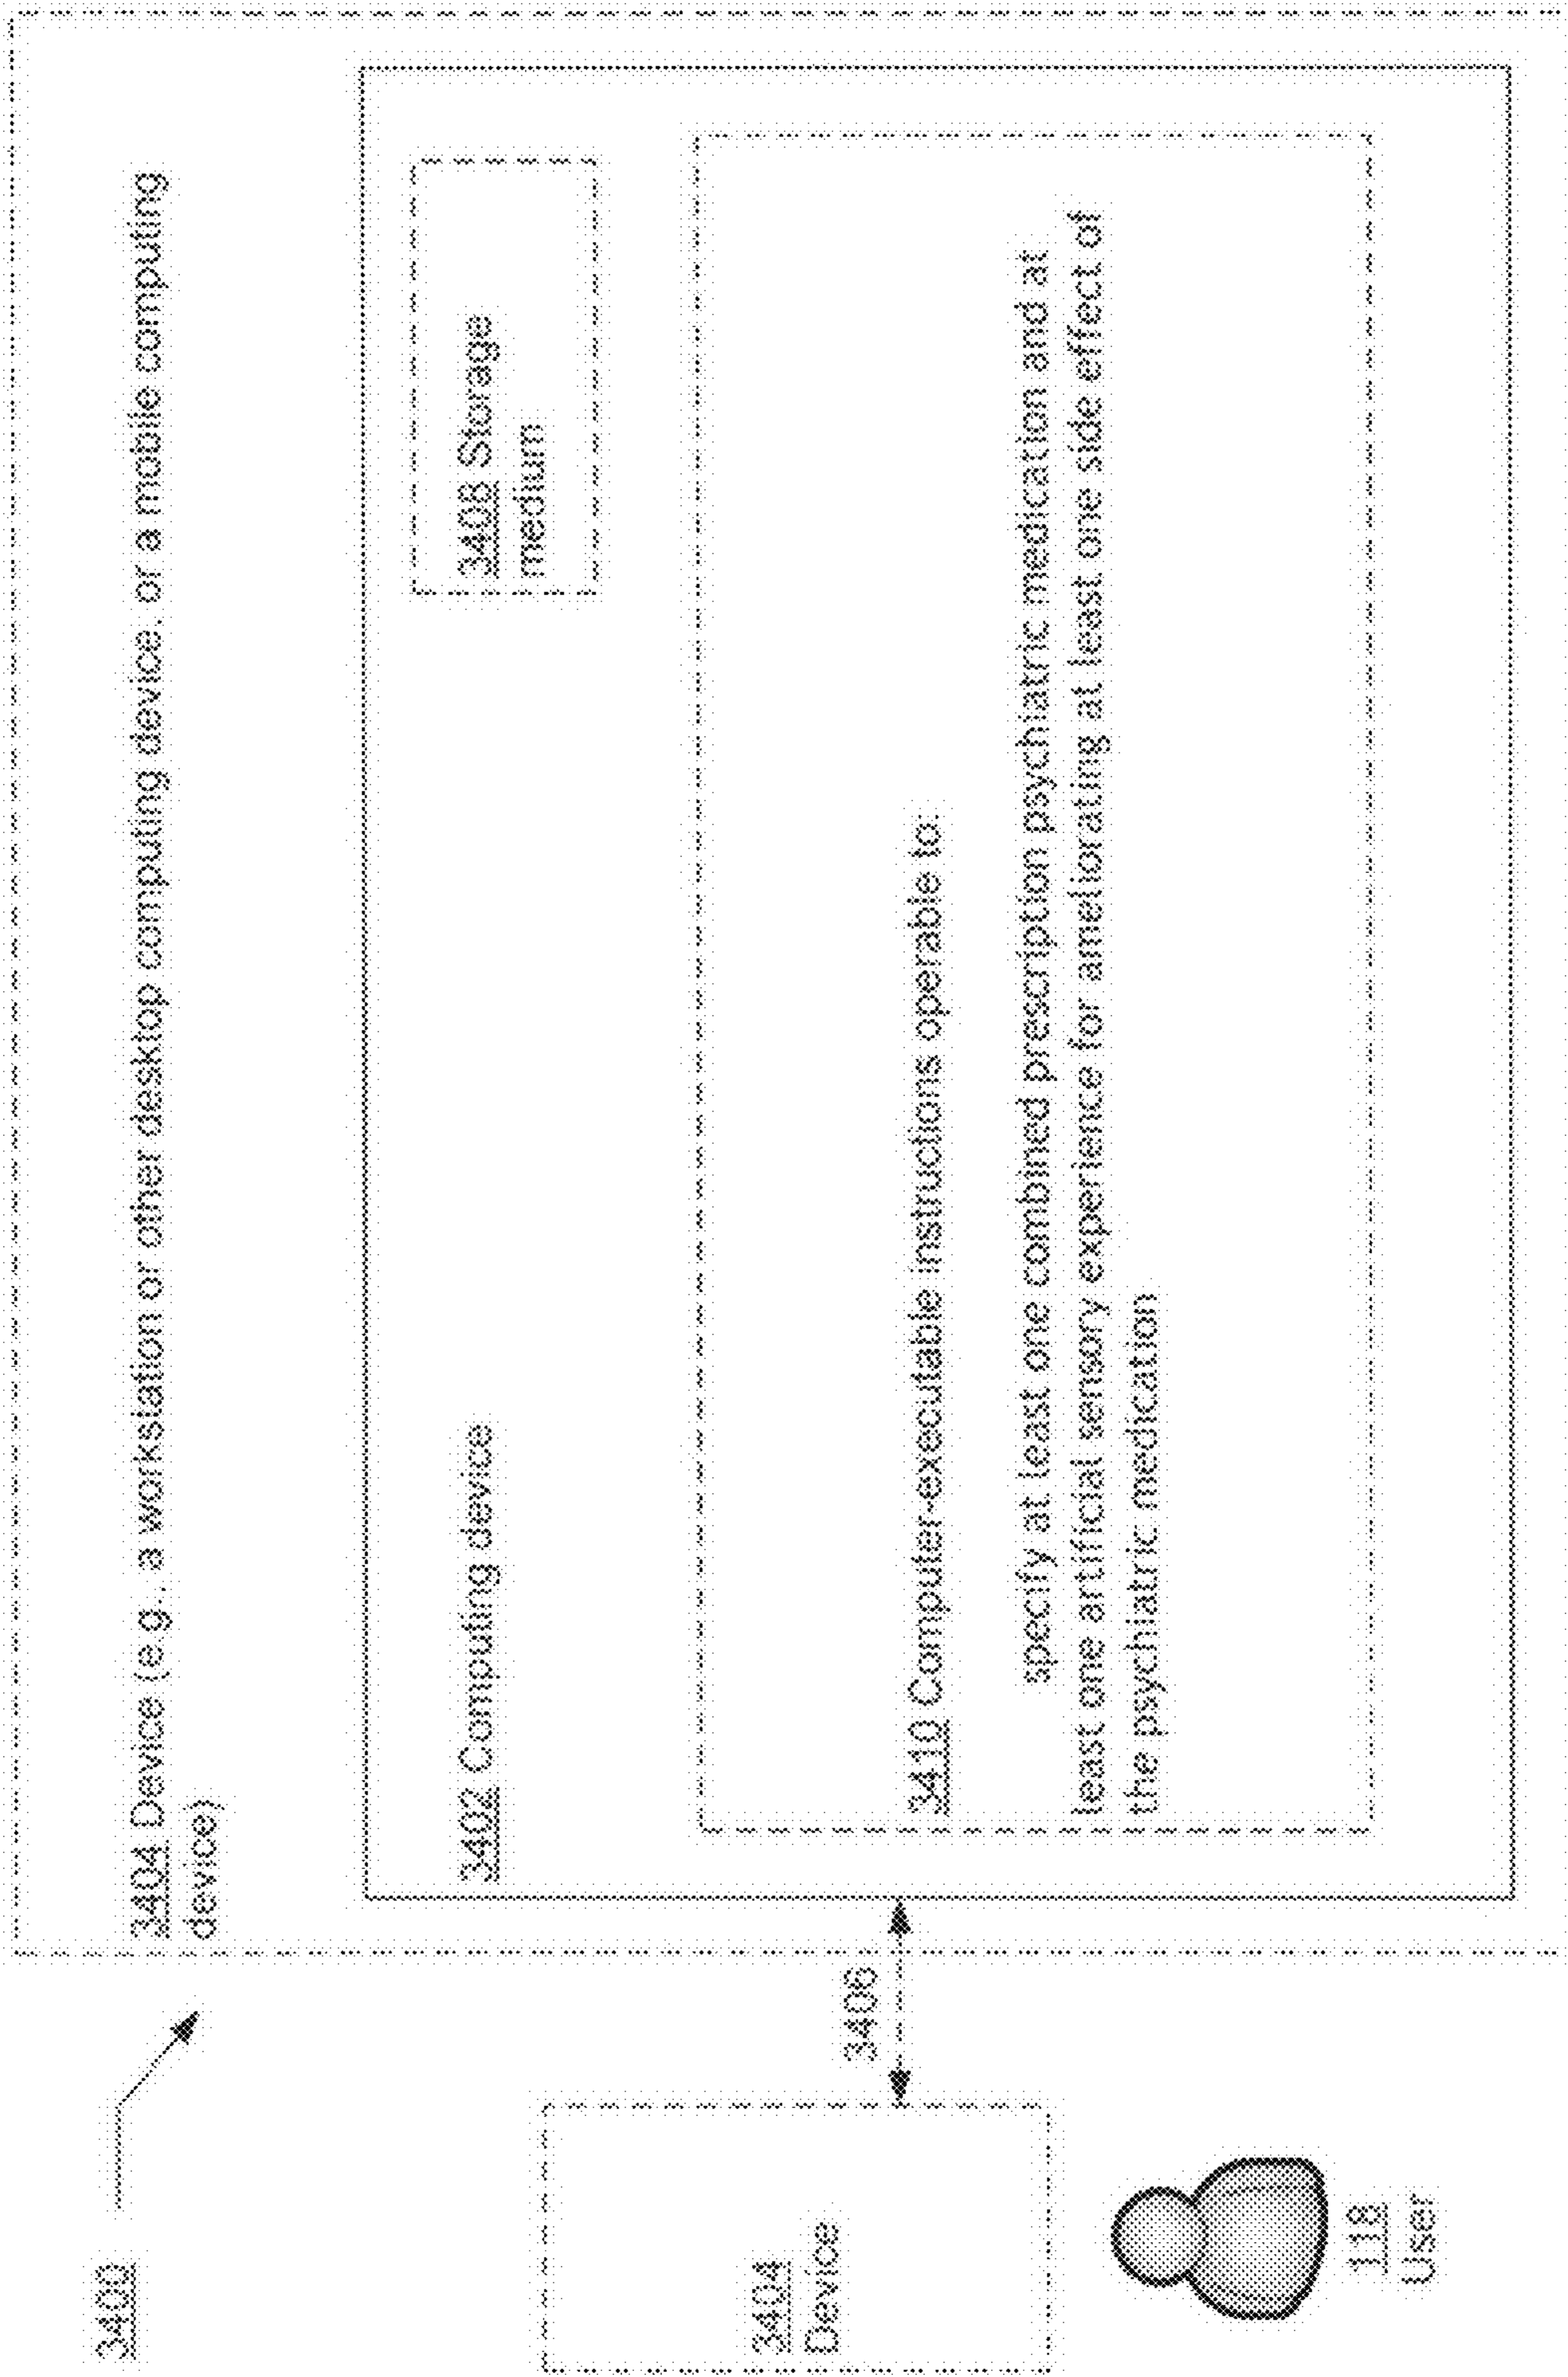 3400
3404 Device (e.g., a workstation or other desktop computing device, or a mobile computing
device)
3402 Computing device
3408 Storage
medium
3410 Computer-executable instructions operable to:
specify at least one combined prescription psychiatric medication and at
least one artificial sensory experience for ameliorating at least one side effect of
the psychiatric medication
3406
3404
Device
118
User